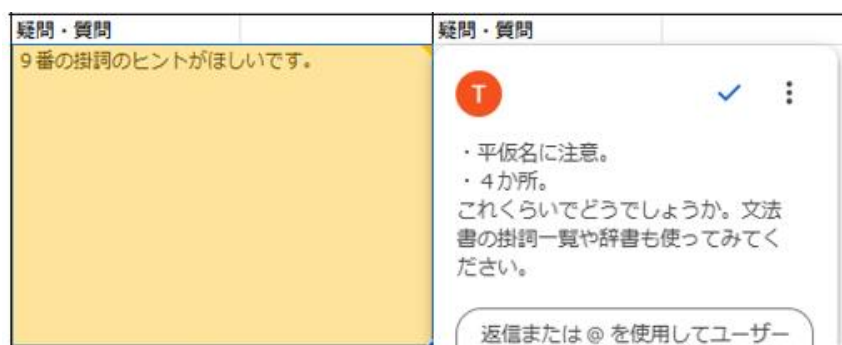 疑問・質問
９番の掛詞のヒントがほしいです。
疑問・質問
T
・平仮名に注意。
・４か所。
これくらいでどうでしょうか。文法
書の掛詞一覧や辞書も使ってみてく
ださい。
返信または@を使用してユーザー